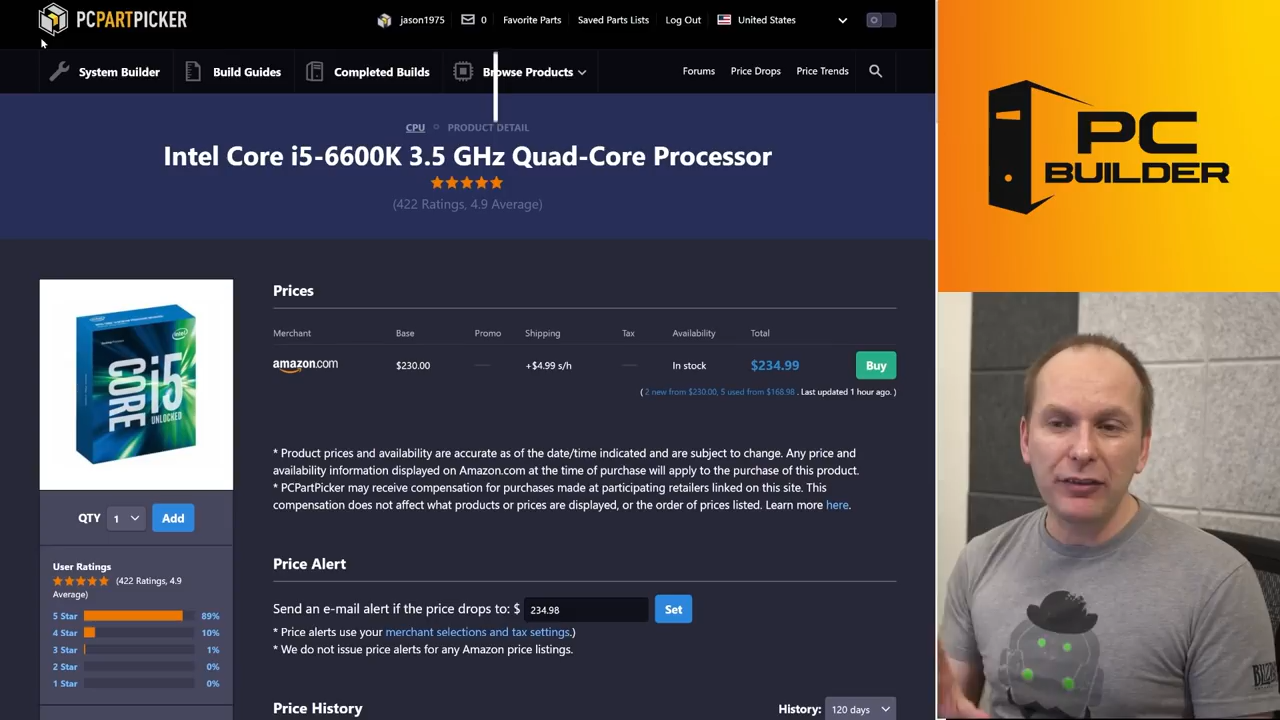 PCPARTPICKER
jason1975
0
Favorite Parts
Saved Parts Lists
Log Out
United States
System Builder
Build Guides
Completed Builds
Browse Products
Forums
Price Drops
Price Trends
CPU
PRODUCT DETAIL
Intel Core i5-6600K 3.5 GHz Quad-Core Processor
(422 Ratings, 4.9 Average)
PC
BUILDER
intel
CORE i5
UNLOCKED
QTY 1
Add
User Ratings
(422 Ratings, 4.9
Average)
5 Star 89%
4 Star 10%
3 Star 1%
2 Star 0%
1 Star 0%
Prices
Merchant Base Promo Shipping Tax Availability Total
amazon.com $230.00 +$4.99 s/h In stock $234.99 Buy
( 2 new from $230.00, 5 used from $168.98 . Last updated 1 hour ago. )
* Product prices and availability are accurate as of the date/time indicated and are subject to change. Any price and
availability information displayed on Amazon.com at the time of purchase will apply to the purchase of this product.
* PCPartPicker may receive compensation for purchases made at participating retailers linked on this site. This
compensation does not affect what products or prices are displayed, or the order of prices listed. Learn more here.
Price Alert
Send an e-mail alert if the price drops to: $ 234.98 Set
* Price alerts use your merchant selections and tax settings.)
* We do not issue price alerts for any Amazon price listings.
Price History
History: 120 days